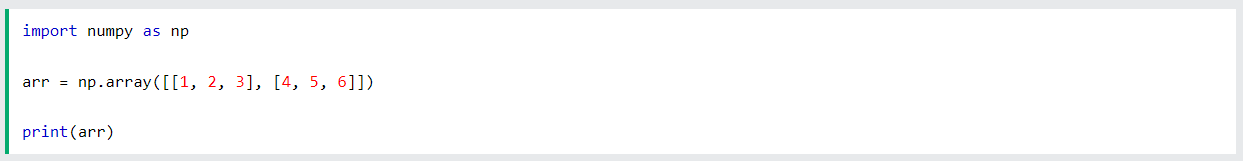 import numpy as np
arr = np.array([[1, 2, 3], [4, 5, 6]])
print(arr)